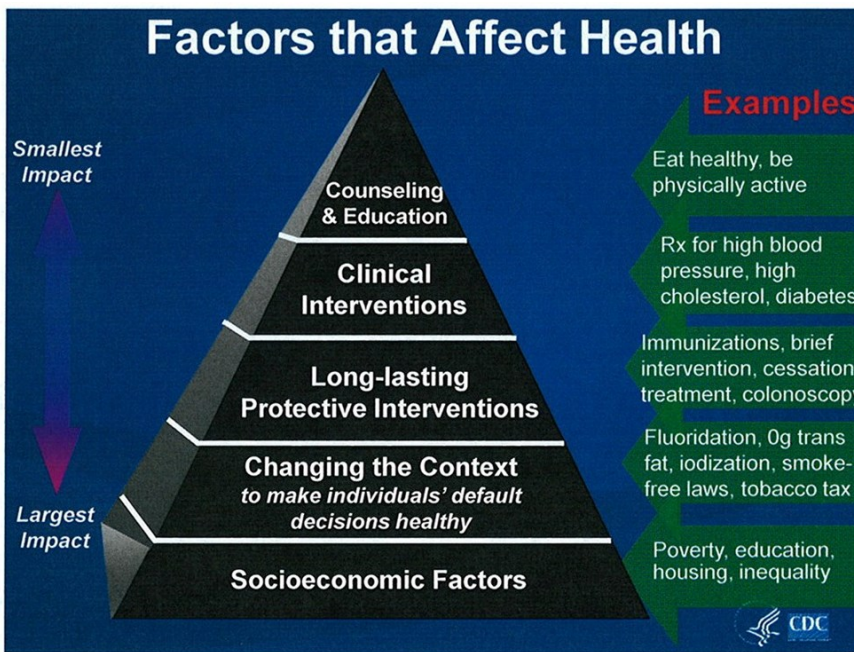 Factors that Affect Health
Smallest
Impact
Largest
Impact
Counseling
& Education
Clinical
Interventions
Long-lasting
Protective Interventions
Changing the Context
to make individuals' default
decisions healthy
Socioeconomic Factors
Examples
Eat healthy, be
physically active
Rx for high blood
pressure, high
cholesterol, diabetes
Immunizations, brief
intervention, cessation
treatment, colonoscopy
Fluoridation, 0g trans
fat, iodization, smoke-
free laws, tobacco tax
Poverty, education,
housing, inequality
CDC